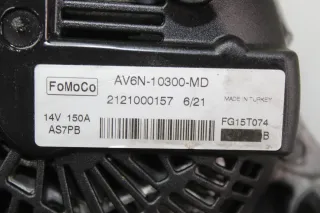 FoMoCo
AV6N-10300-MD
2121000157 6/21
MADE IN TURKEY
14V 150A
FG15T074
AS7PB
B